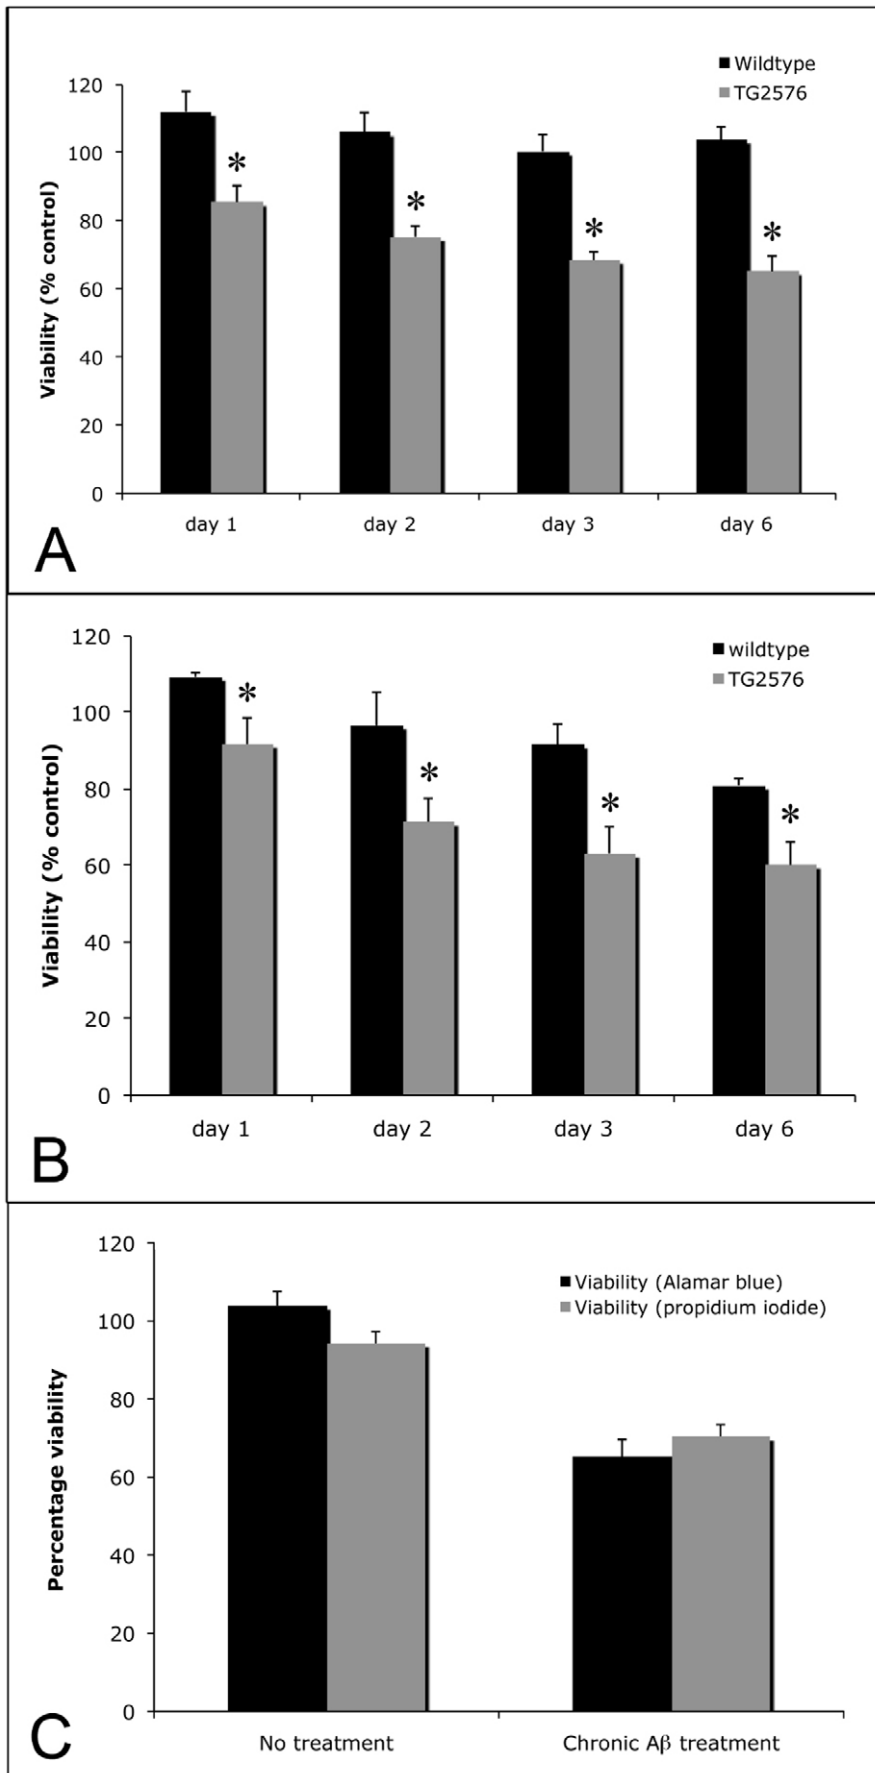 Wildtype
TG2576
120
100
80
60
40
20
0
Viability (% control)
*
*
*
*
day 1 day 2 day 3 day 6
A
wildtype
TG2576
120
100
80
60
40
20
0
Viability (% control)
*
*
*
*
day 1 day 2 day 3 day 6
B
Viability (Alamar blue)
Viability (propidium iodide)
120
100
80
60
40
20
0
Percentage viability
No treatment Chronic Aβ treatment
C